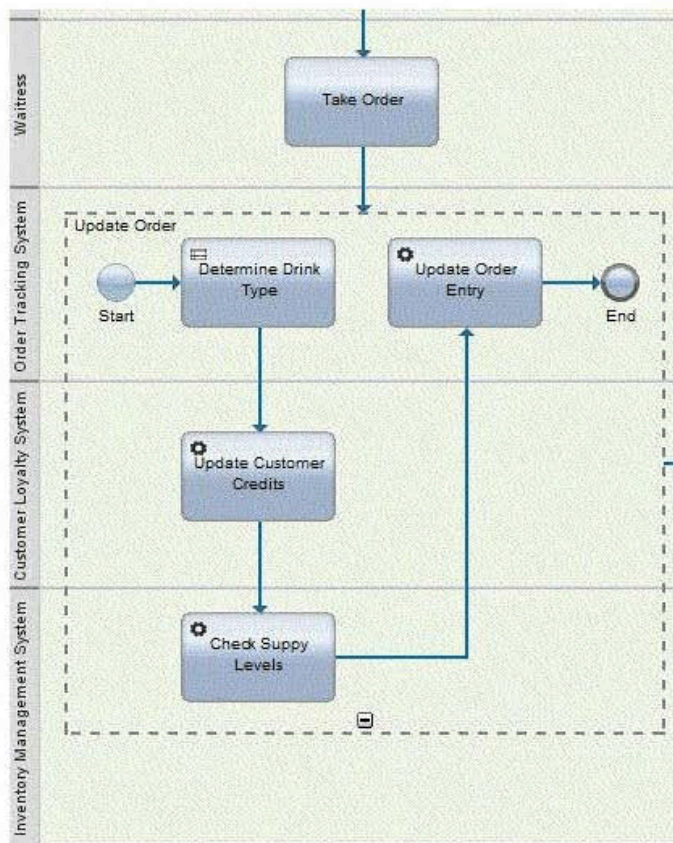 Waitress
Take Order
Order Tracking System
Update Order
Start
Determine Drink
Type
Update Order
Entry
End
Customer Loyalty System
Update Customer
Credits
Inventory Management System
Check Suppy
Levels